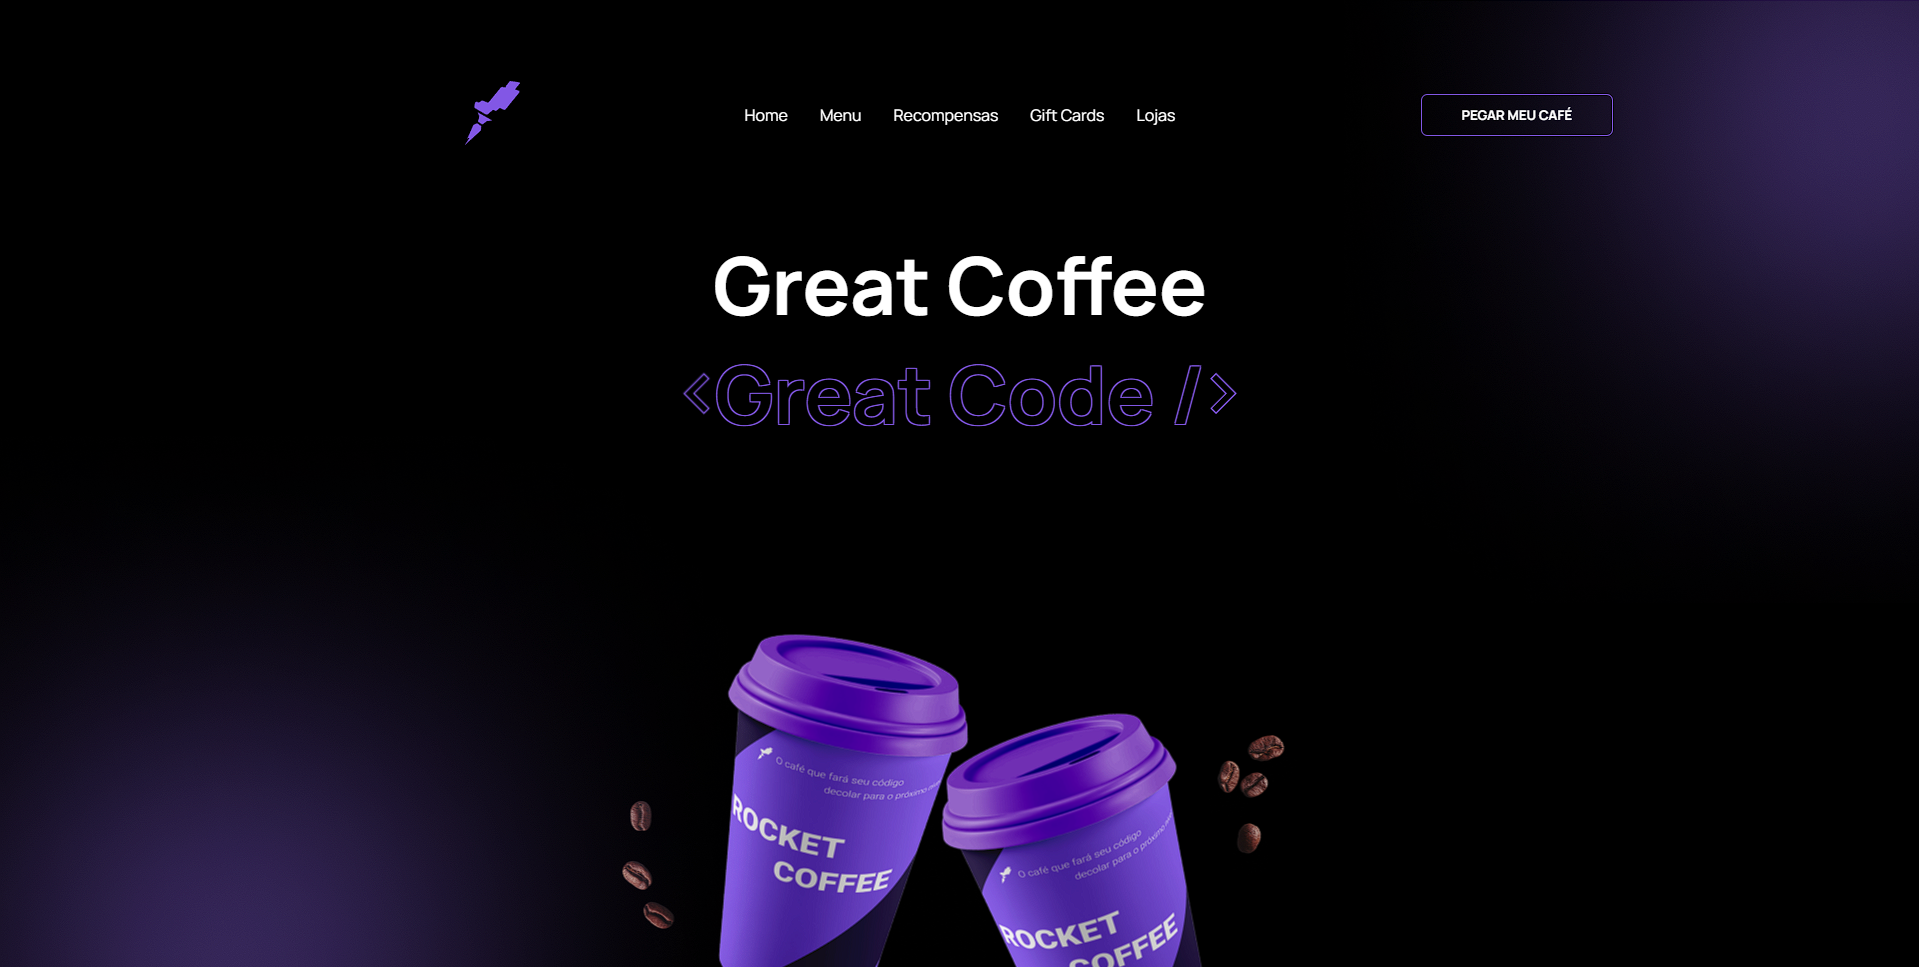 Home Menu Recompensas Gift Cards Lojas
PEGAR MEU CAFÉ
Great Coffee
<Great Code />
O café que fará seu código
decolar para o próximo
ROCKET
COFFEE
O café que fará seu código
decolar para o próximo
ROCKET
COFFEE